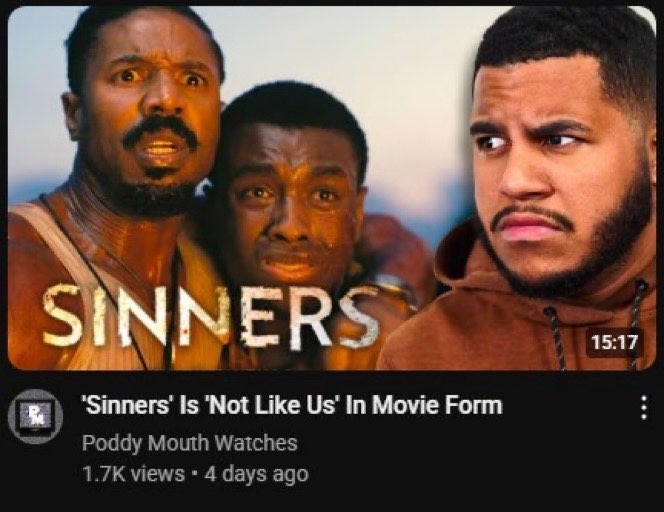 SINNERS
15:17
PM
'Sinners' Is 'Not Like Us' In Movie Form
Poddy Mouth Watches
1.7K views • 4 days ago